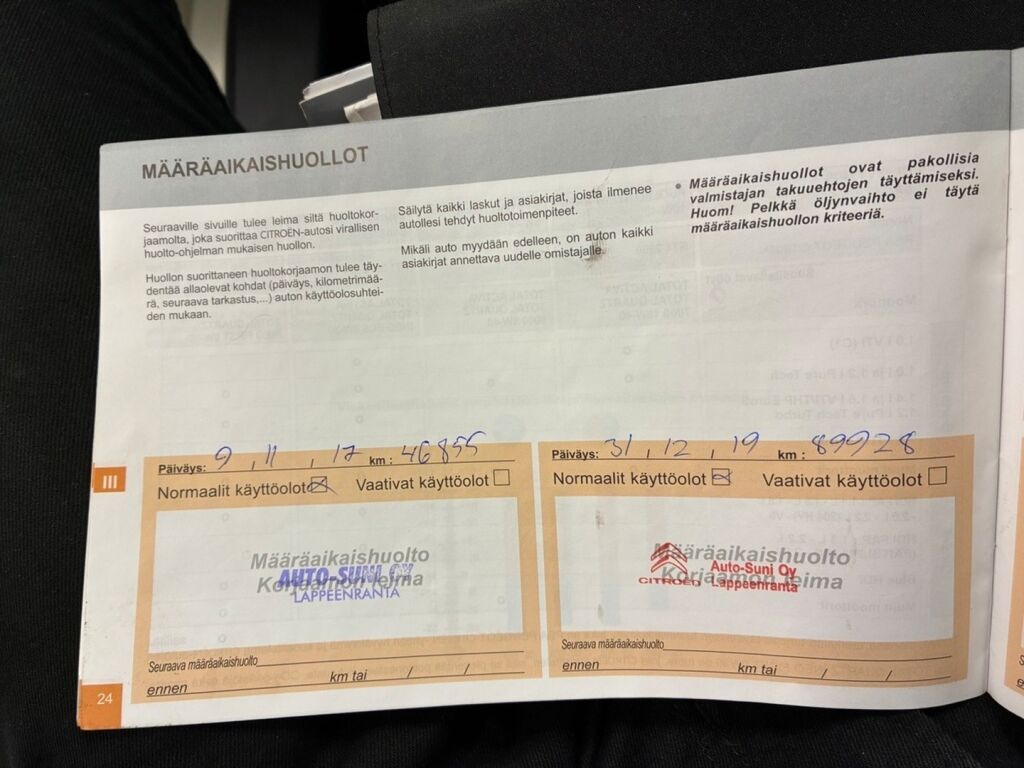 MÄÄRÄAIKAISHUOLLOT
Seuraaville sivuille tulee leima siltä huoltokor-
jaamolta, joka suorittaa CITROËN-autosi virallisen
huolto-ohjelman mukaisen huollon.
Huollon suorittaneen huoltokorjaamon tulee täy-
dentää allaolevat kohdat (päiväys, kilometrimää-
rä, seuraava tarkastus,...) auton käyttöolosuhtei-
den mukaan.
Säilytä kaikki laskut ja asiakirjat, joista ilmenee
autollesi tehdyt huoltotoimenpiteet.
Mikäli auto myydään edelleen, on auton kaikki
asiakirjat annettava uudelle omistajalle.
• Määräaikaishuollot ovat pakollisia
valmistajan takuuehtojen täyttämiseksi.
Huom! Pelkkä öljynvaihto ei täytä
määräaikaishuollon kriteeriä.
III
Päiväys: 9 , 11 , 17 km : 46855
Normaalit käyttöolot Vaativat käyttöolot
Määräaikaishuolto
Korjaamon leima
AUTO-SUNI OY
LAPPEENRANTA
Seuraava määräaikaishuolto
ennen km tai / /
Päiväys: 31 , 12 , 19 km : 89928
Normaalit käyttöolot Vaativat käyttöolot
Määräaikaishuolto
Korjaamon leima
CITROËN
Auto-Suni Oy
Lappeenranta
Seuraava määräaikaishuolto
ennen km tai / /
24